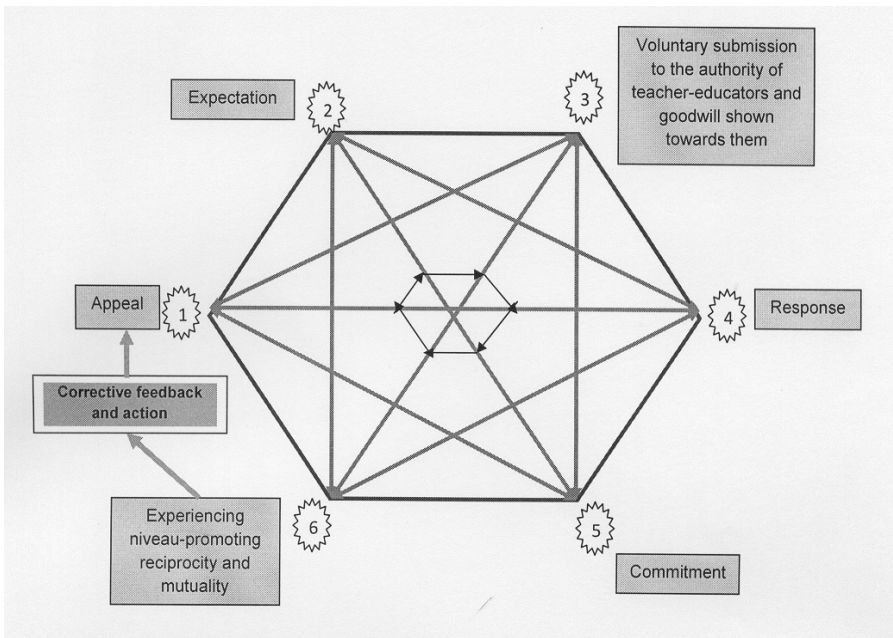 Expectation
2
3
Voluntary submission
to the authority of
teacher-educators and
goodwill shown
towards them
Appeal
1
4
Response
Corrective feedback
and action
Experiencing
niveau-promoting
reciprocity and
mutuality
6
5
Commitment